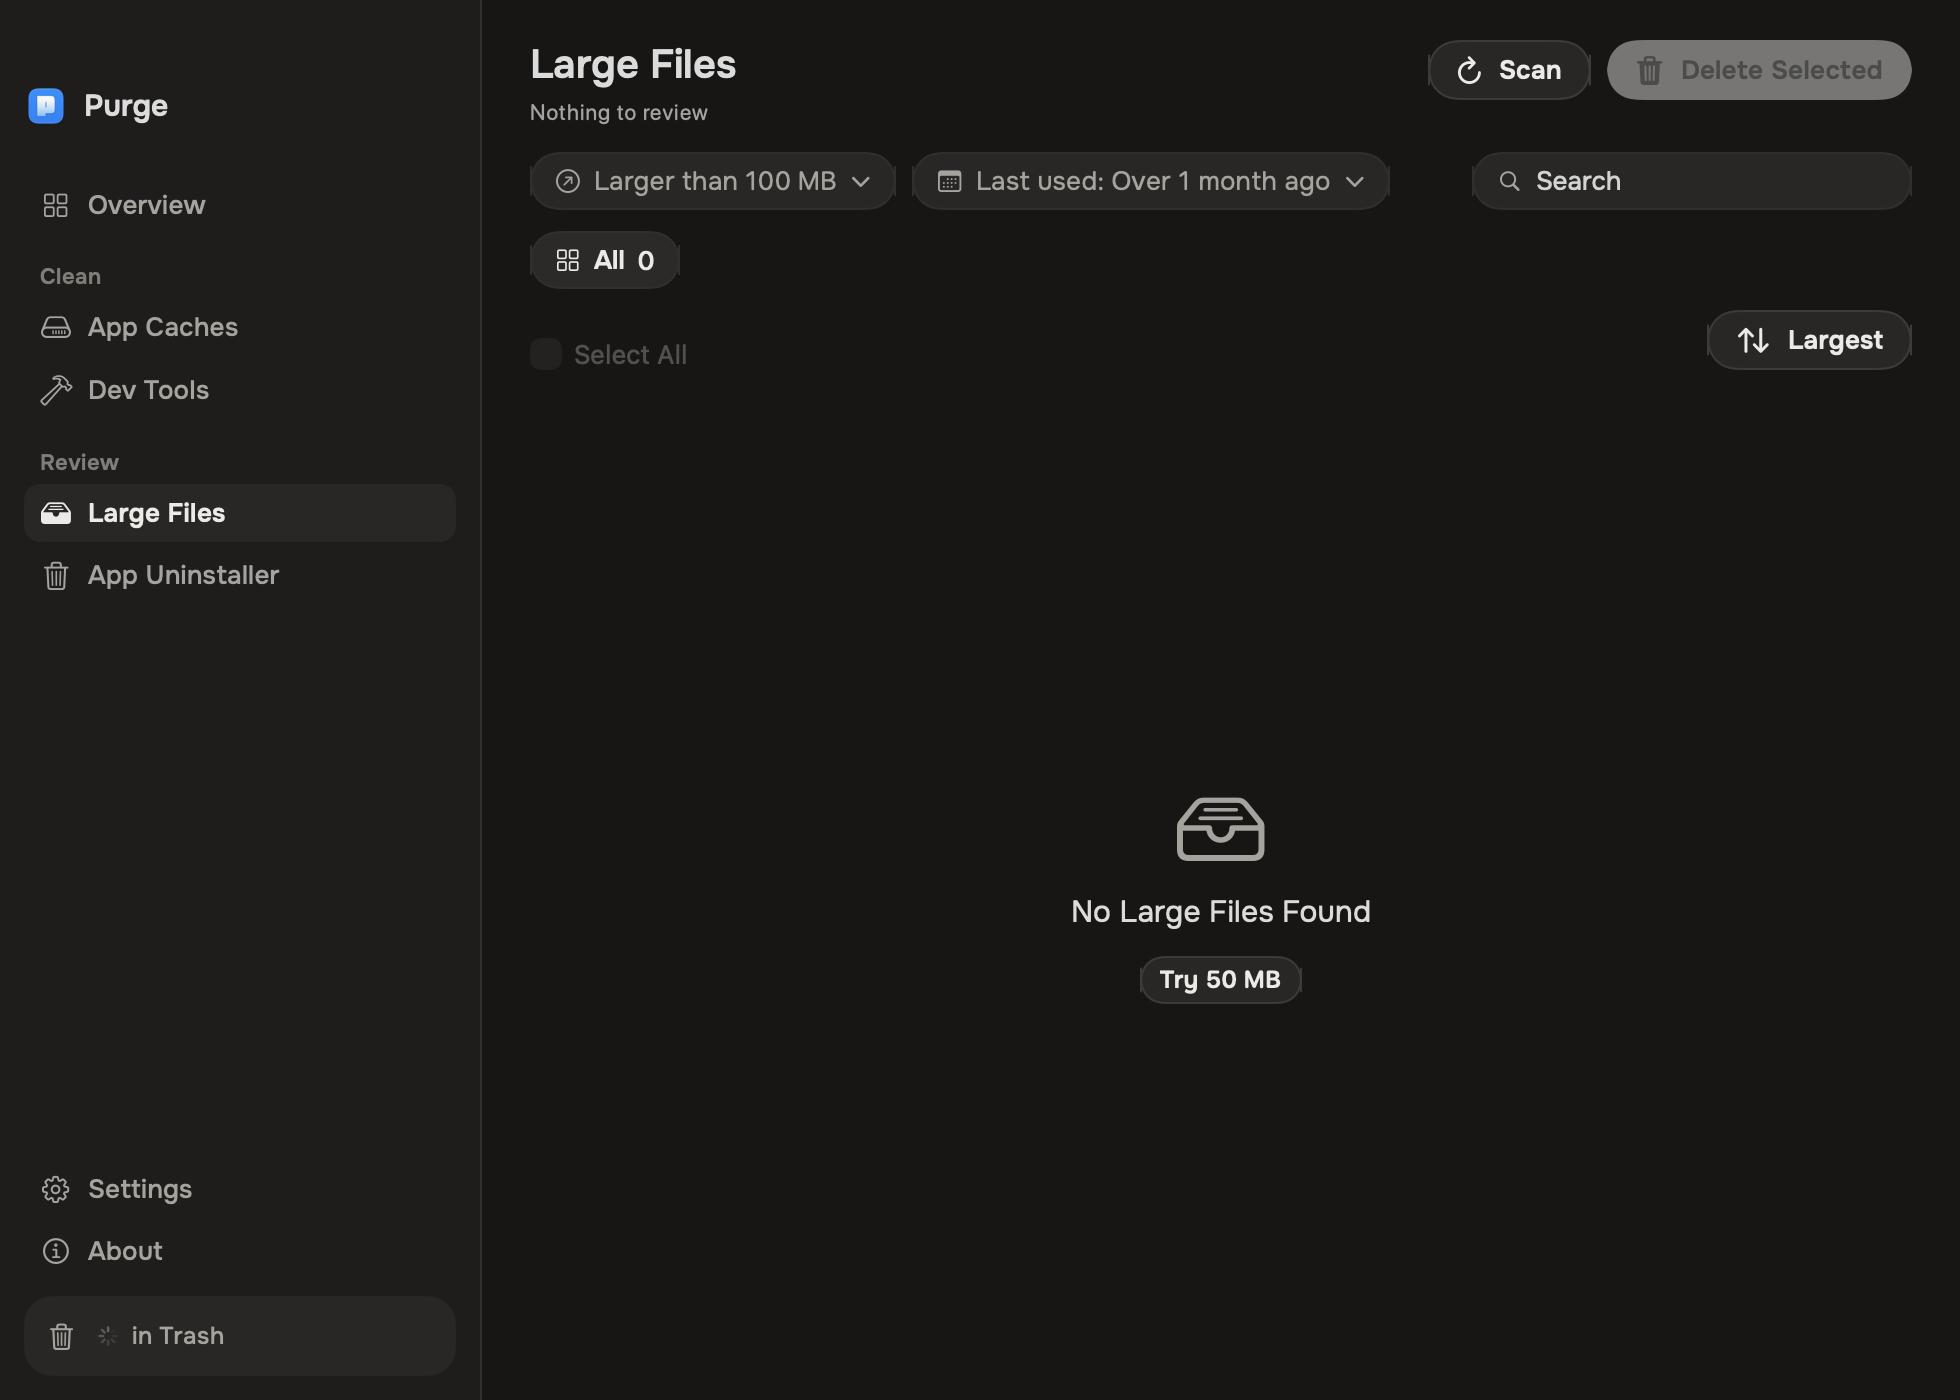 Purge
Overview
Clean
App Caches
Dev Tools
Review
Large Files
App Uninstaller
Settings
About
in Trash
Large Files
Nothing to review
Scan
Delete Selected
Larger than 100 MB
Last used: Over 1 month ago
Search
All 0
Select All
Largest
No Large Files Found
Try 50 MB